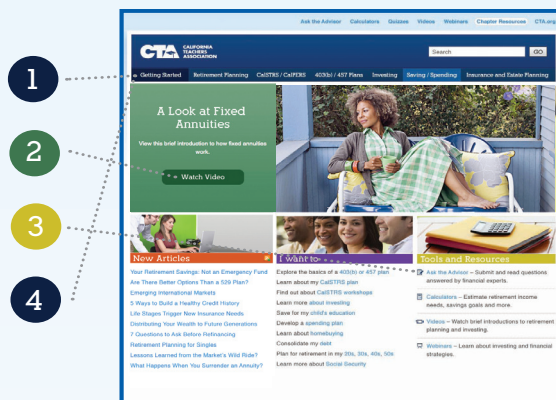 Ask the Advisor Calculators Quizzes Videos Webinars Chapter Resources CTA.org
CTA CALIFORNIA
TEACHERS
ASSOCIATION
Search GO
Getting Started Retirement Planning CalSTRS / CalPERS 403(b) / 457 Plans Investing Saving / Spending Insurance and Estate Planning
1
2
3
4
A Look at Fixed
Annuities
View this brief introduction to how fixed annuities
work.
Watch Video
New Articles
Your Retirement Savings: Not an Emergency Fund
Are There Better Options Than a 529 Plan?
Emerging International Markets
5 Ways to Build a Healthy Credit History
Life Stages Trigger New Insurance Needs
Distributing Your Wealth to Future Generations
7 Questions to Ask Before Refinancing
Retirement Planning for Singles
Lessons Learned from the Market's Wild Ride?
What Happens When You Surrender an Annuity?
I want to
Explore the basics of a 403(b) or 457 plan
Learn about my CalSTRS plan
Find out about CalSTRS workshops
Learn more about investing
Save for my child's education
Develop a spending plan
Learn about homebuying
Consolidate my debt
Plan for retirement in my 20s, 30s, 40s, 50s
Learn more about Social Security
Tools and Resources
Ask the Advisor – Submit and read questions
answered by financial experts.
Calculators – Estimate retirement income
needs, savings goals and more.
Videos – Watch brief introductions to retirement
planning and investing.
Webinars – Learn about investing and financial
strategies.